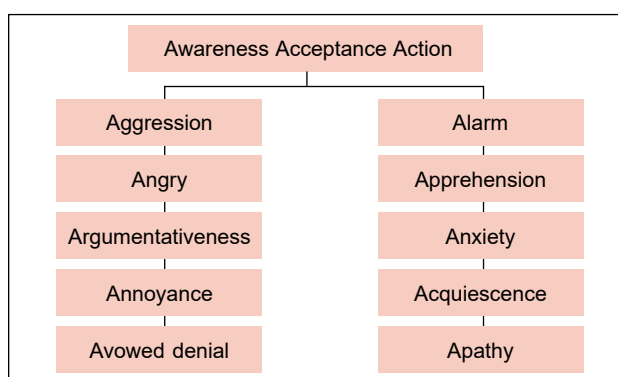 Awareness Acceptance Action
Aggression
Alarm
Angry
Apprehension
Argumentativeness
Anxiety
Annoyance
Acquiescence
Avowed denial
Apathy